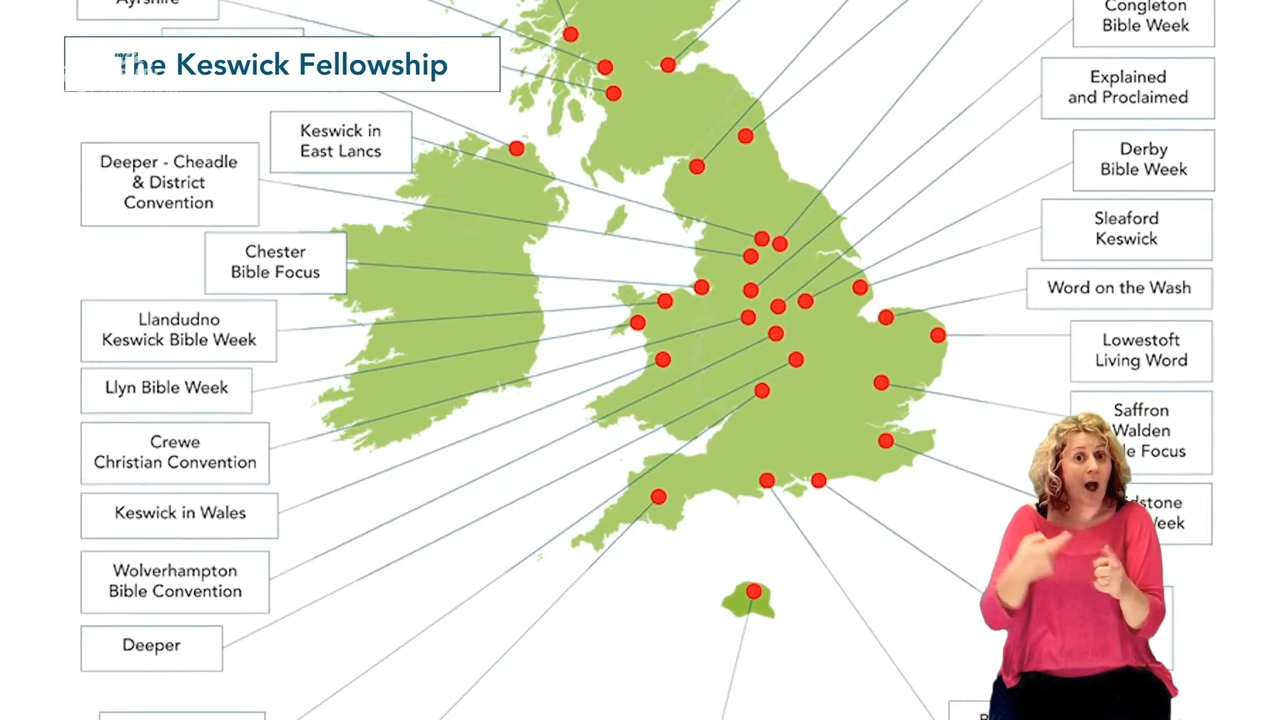 Ayrshire
The Keswick Fellowship
Keswick in
East Lancs
Deeper - Cheadle
& District
Convention
Chester
Bible Focus
Llandudno
Keswick Bible Week
Llyn Bible Week
Crewe
Christian Convention
Keswick in Wales
Wolverhampton
Bible Convention
Deeper
Congleton
Bible Week
Explained
and Proclaimed
Derby
Bible Week
Sleaford
Keswick
Word on the Wash
Lowestoft
Living Word
Saffron
Walden
Focus